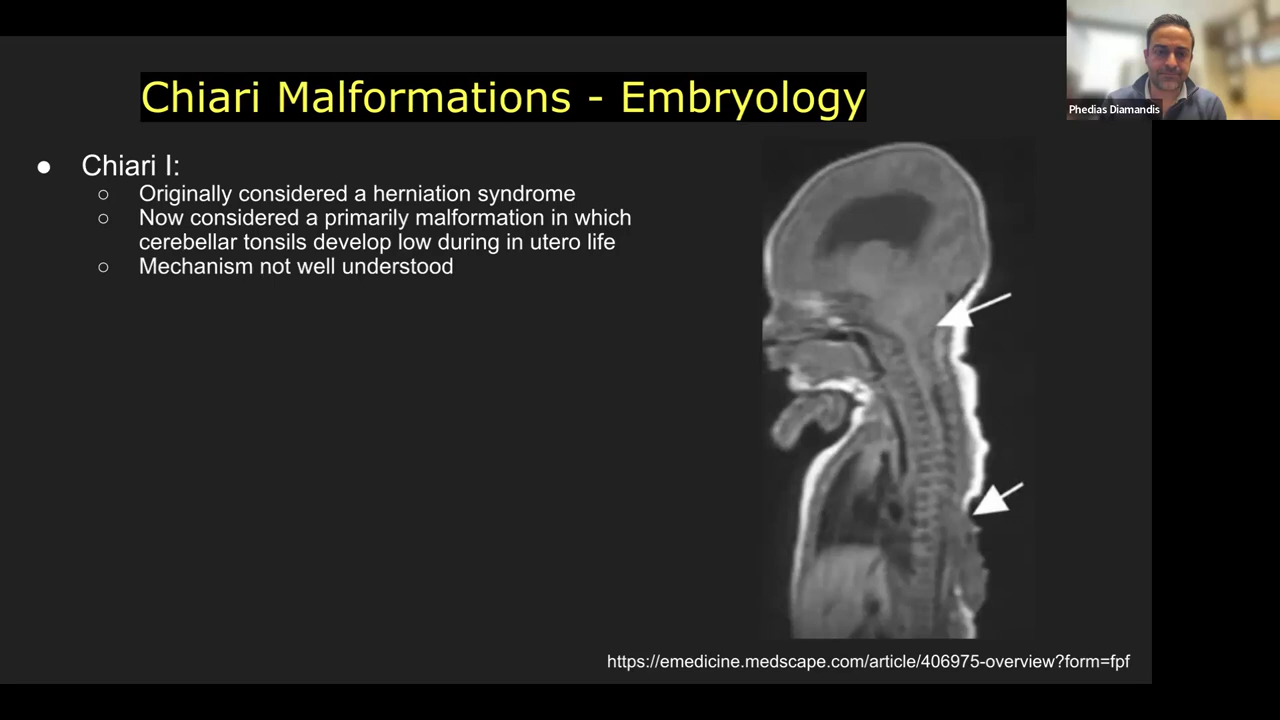 Chiari Malformations - Embryology
Phedias Diamandis
● Chiari I:
○ Originally considered a herniation syndrome
○ Now considered a primarily malformation in which
cerebellar tonsils develop low during in utero life
○ Mechanism not well understood
https://emedicine.medscape.com/article/406975-overview?form=fpf